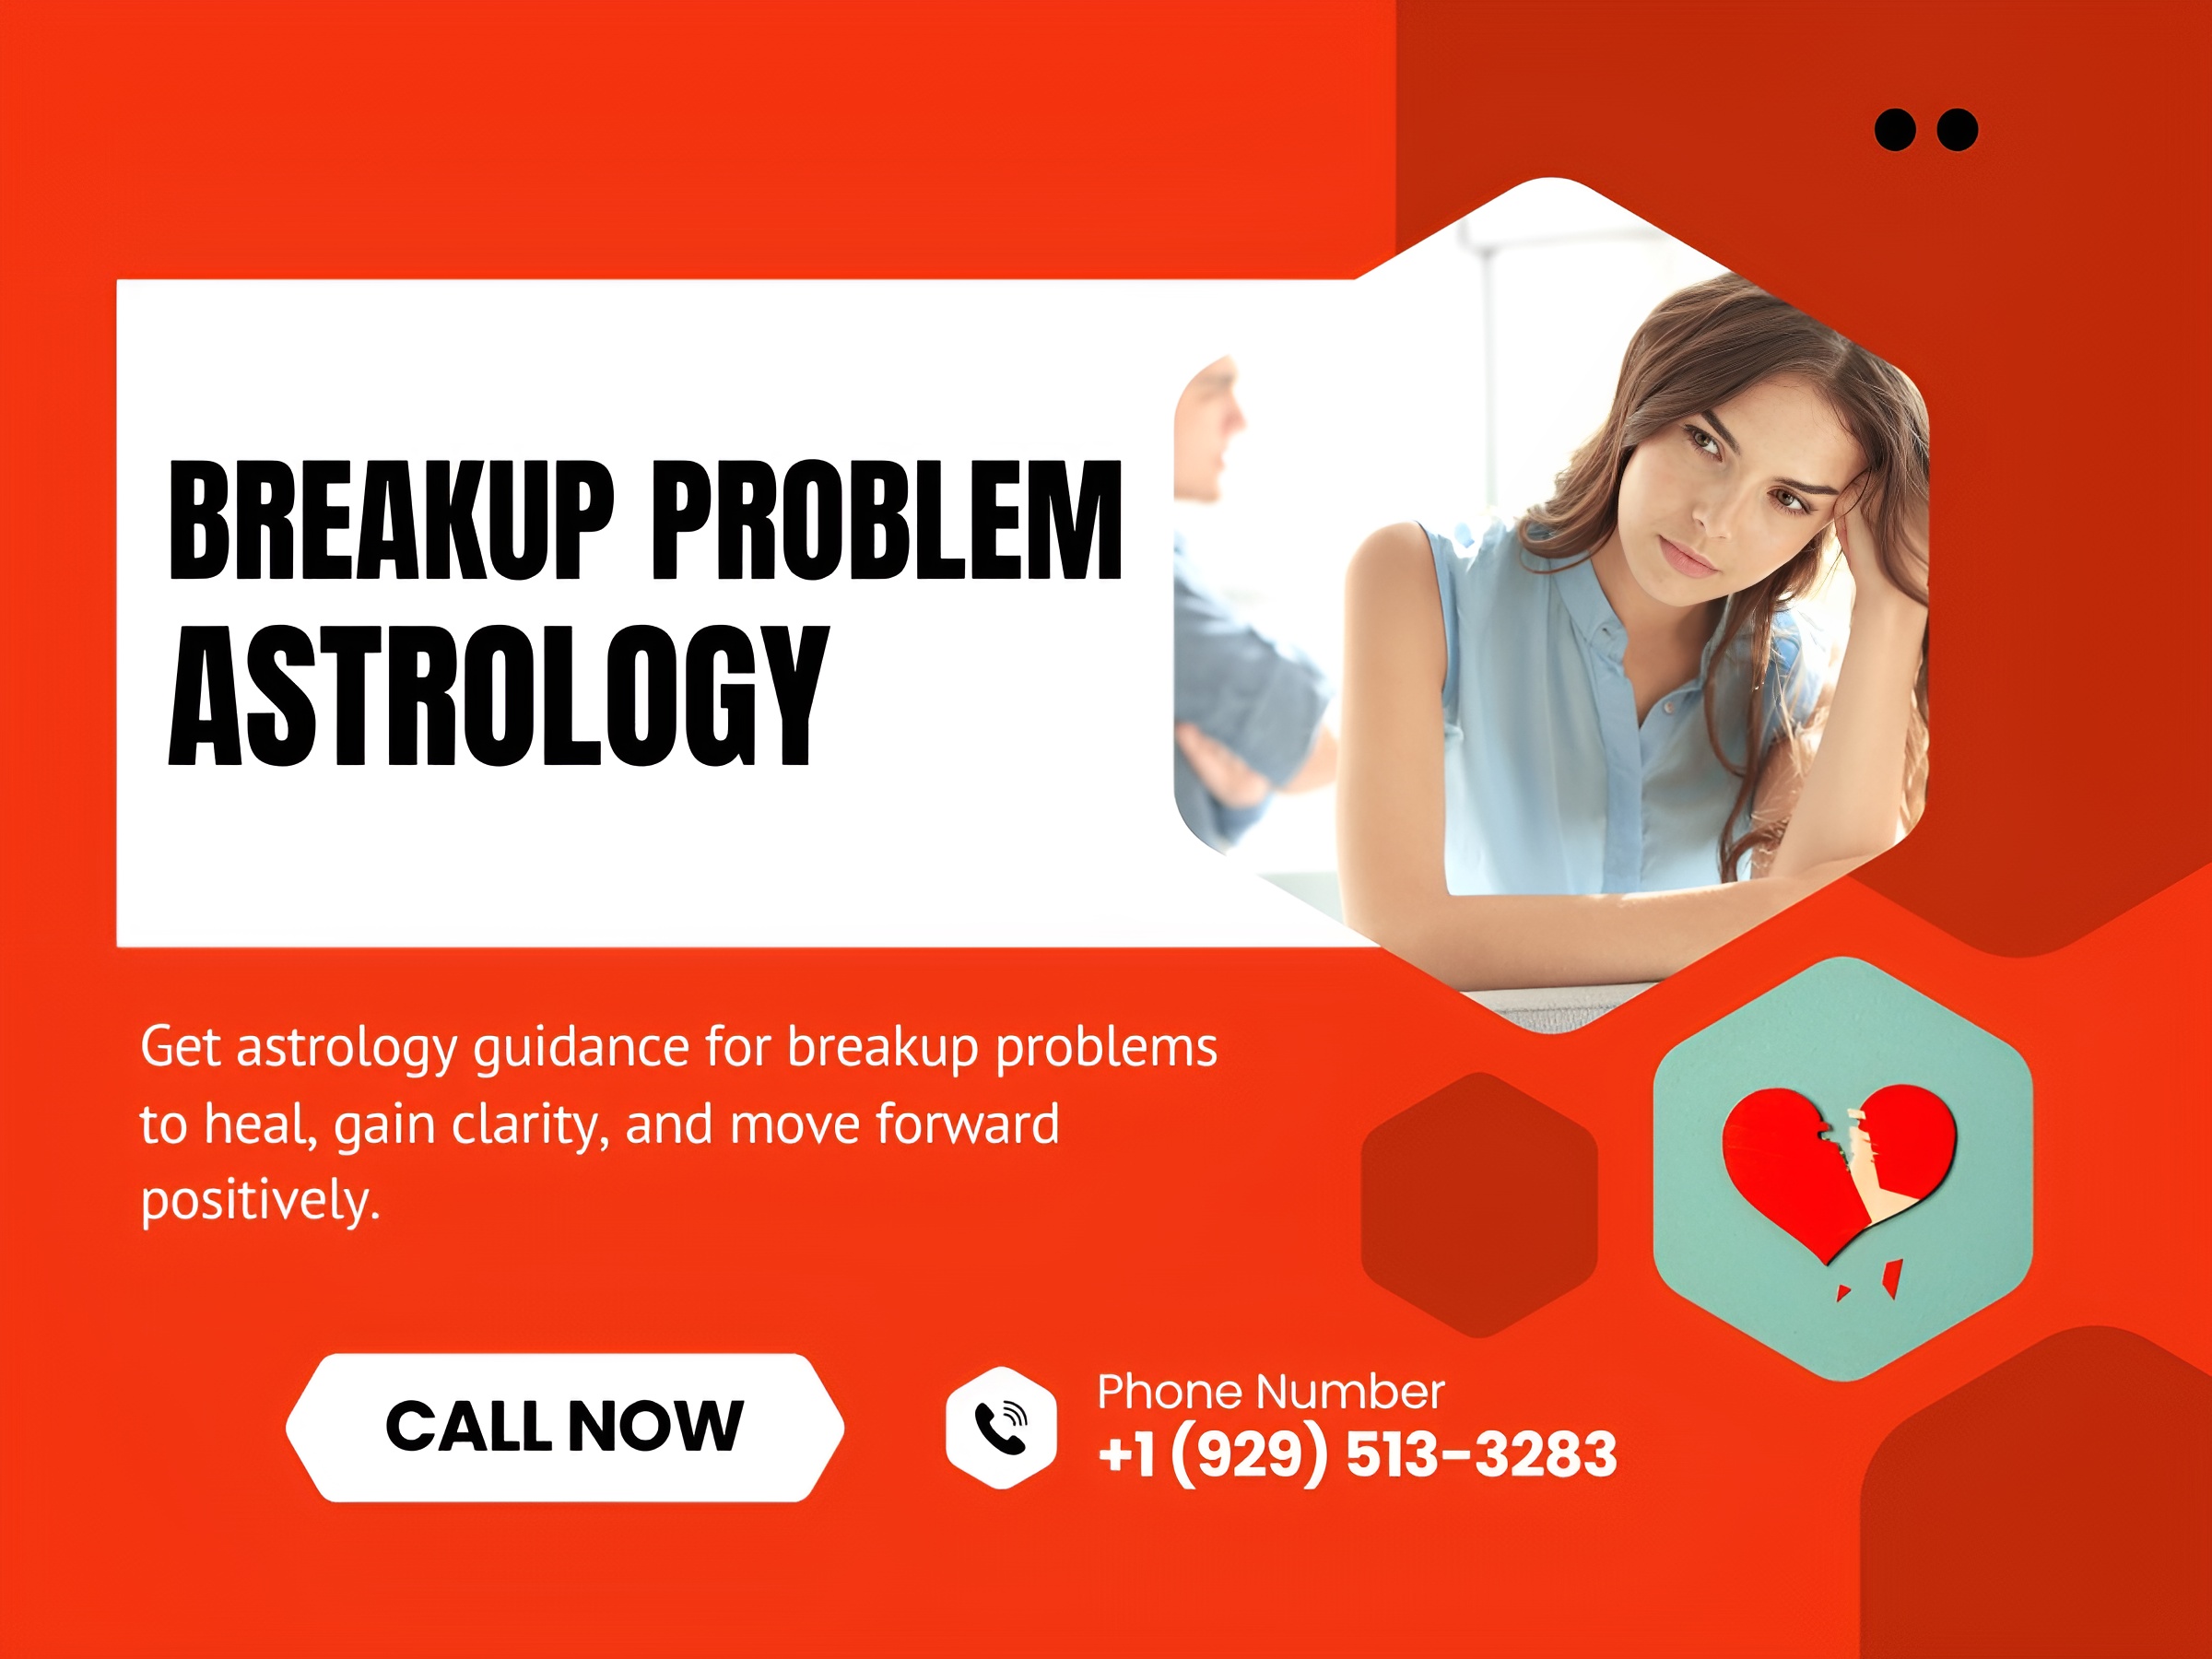 BREAKUP PROBLEM
ASTROLOGY
Get astrology guidance for breakup problems
to heal, gain clarity, and move forward
positively.
CALL NOW
Phone Number
+1 (929) 513-3283